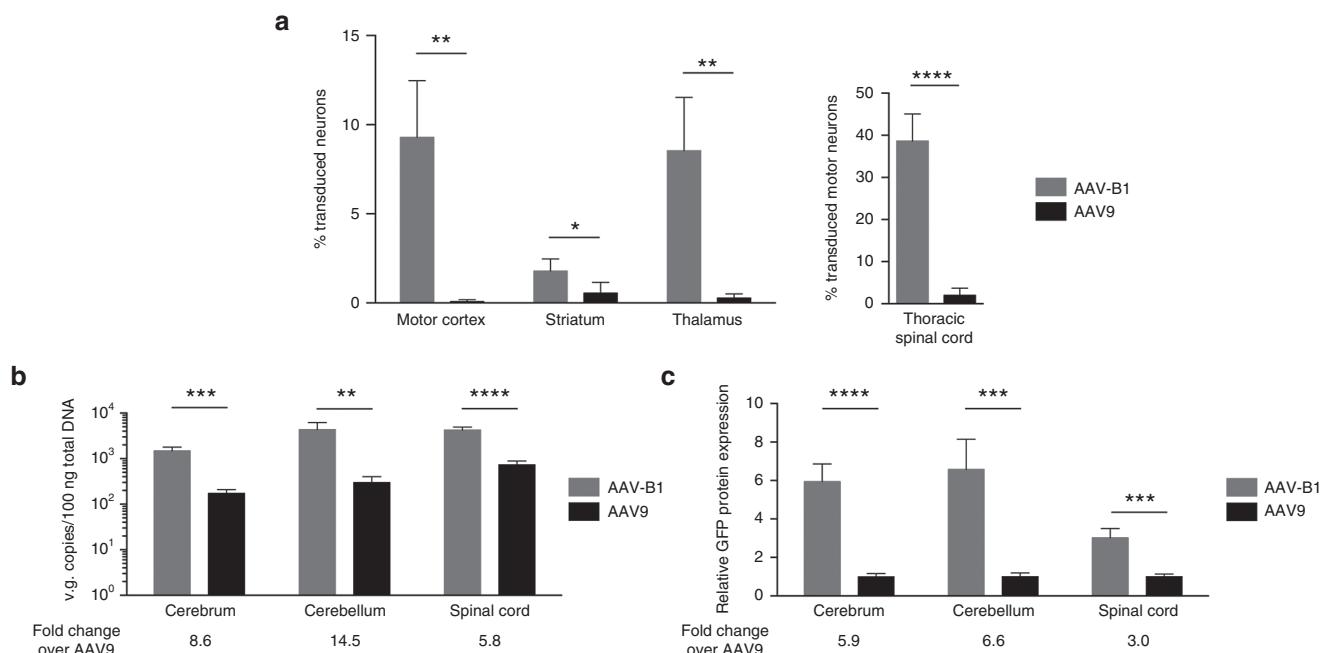 a
15
10
5
0
% transduced neurons
**
*
**
Motor cortex
Striatum
Thalamus
50
40
30
20
10
0
% transduced motor neurons
****
Thoracic
spinal cord
AAV-B1
AAV9
b
v.g. copies/100 ng total DNA
10⁴
10³
10²
10¹
10⁰
***
**
****
Cerebrum
Cerebellum
Spinal cord
Fold change
over AAV9
8.6
14.5
5.8
AAV-B1
AAV9
c
Relative GFP protein expression
10
8
6
4
2
0
****
***
***
Cerebrum
Cerebellum
Spinal cord
Fold change
over AAV9
5.9
6.6
3.0
AAV-B1
AAV9